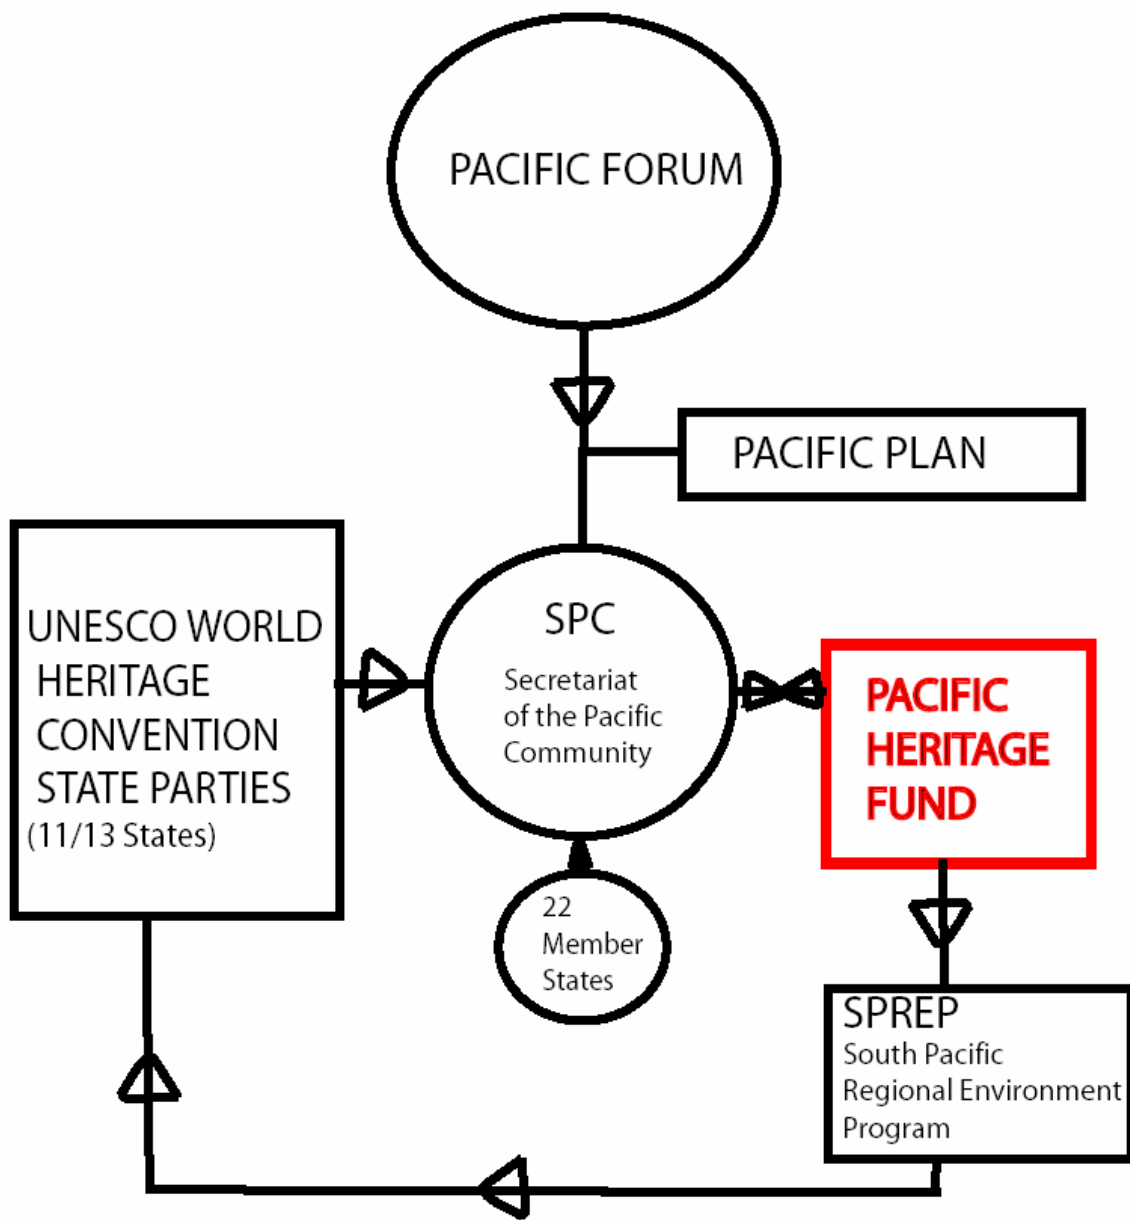 PACIFIC FORUM
PACIFIC PLAN
UNESCO WORLD
HERITAGE
CONVENTION
STATE PARTIES
(11/13 States)
SPC
Secretariat
of the Pacific
Community
PACIFIC
HERITAGE
FUND
22
Member
States
SPREP
South Pacific
Regional Environment
Program